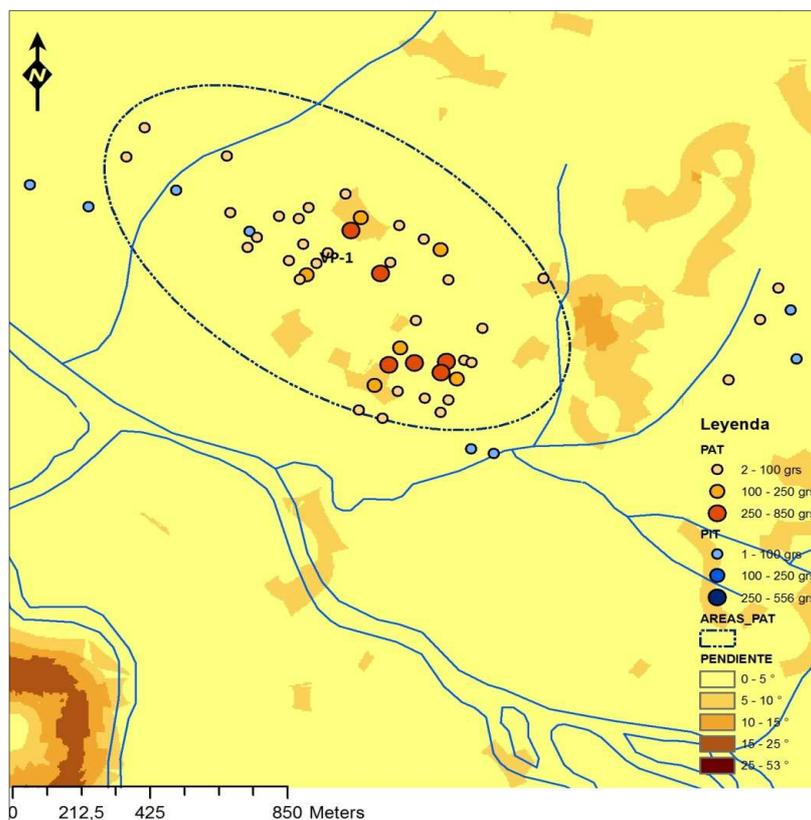 N
VP-1
Leyenda
PAT
2 - 100 grs
100 - 250 grs
250 - 850 grs
PIT
1 - 100 grs
100 - 250 grs
250 - 556 grs
AREAS_PAT
PENDIENTE
0 - 5 °
5 - 10 °
10 - 15 °
15 - 25 °
25 - 53 °
0 212,5 425 850 Meters